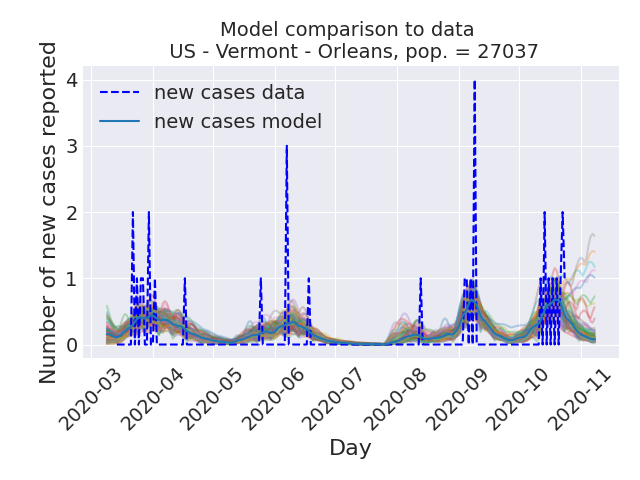 Model comparison to data
US - Vermont - Orleans, pop. = 27037
Number of new cases reported
4
3
2
1
0
new cases data
new cases model
2020-03
2020-04
2020-05
2020-06
2020-07
2020-08
2020-09
2020-10
2020-11
Day